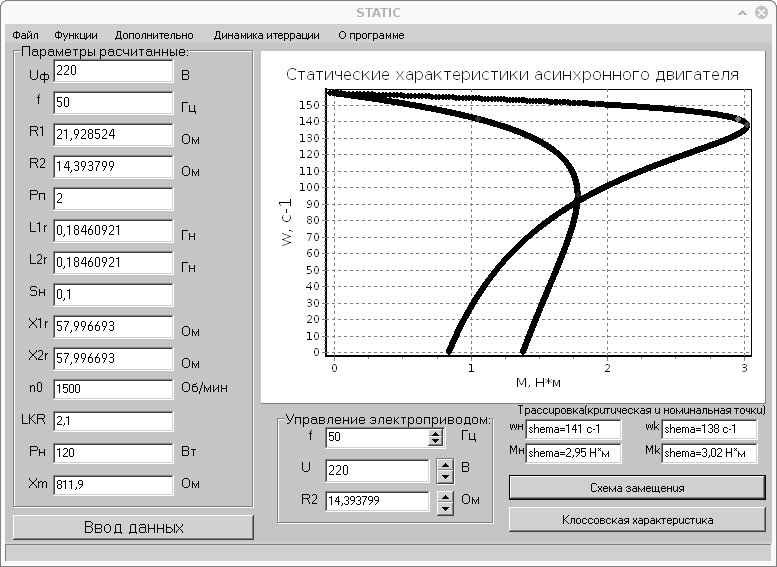 STATIC
Файл Функции Дополнительно Динамика итеррации О программе
Параметры расчитанные:
Uф 220 В
f 50 Гц
R1 21,928524 Ом
R2 14,393799 Ом
Pп 2
L1r 0,18460921 Гн
L2r 0,18460921 Гн
Sн 0,1
X1r 57,996693 Ом
X2r 57,996693 Ом
n0 1500 Об/мин
LKR 2,1
Pн 120 Вт
Xm 811,9 Ом
Ввод данных
Статические характеристики асинхронного двигателя
W, c-1
150
140
130
120
110
100
90
80
70
60
50
40
30
20
10
0
0 1 2 3
M, Н*м
Управление электроприводом:
f 50 Гц
U 220 В
R2 14,393799 Ом
Трассировка(критическая и номинальная точки)
wн shema=141 c-1 wk shema=138 c-1
Mн shema=2,95 Н*м Mk shema=3,02 Н*м
Схема замещения
Клоссовская характеристика